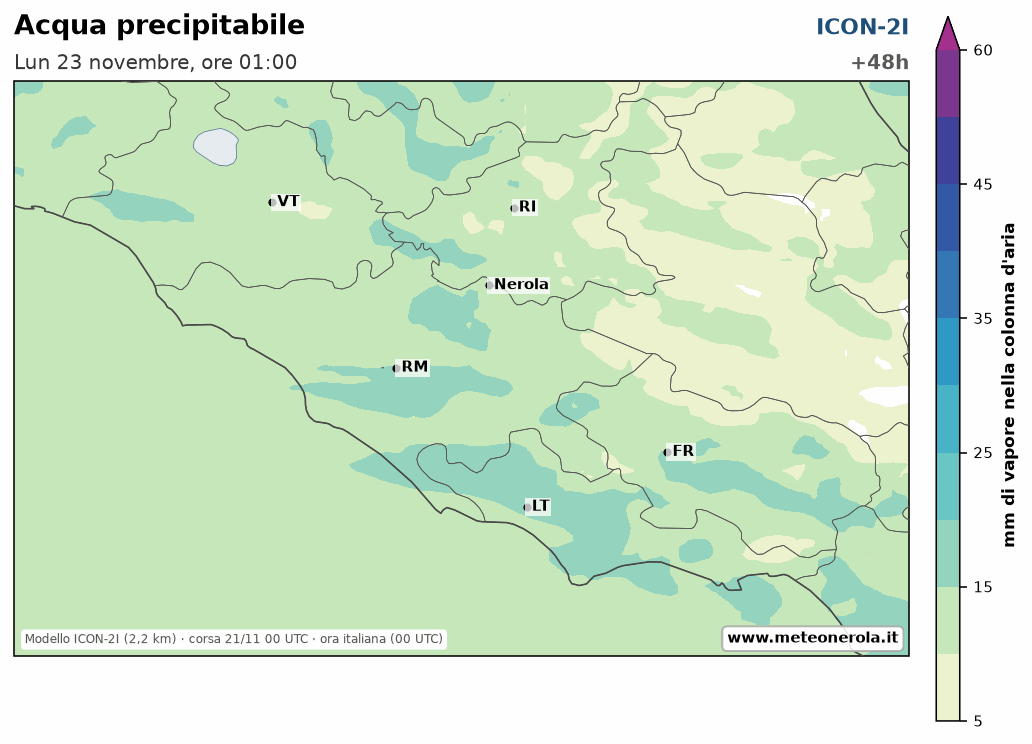 Acqua precipitabile
ICON-2I
Lun 23 novembre, ore 01:00
+48h
60
45
35
25
15
5
mm di vapore nella colonna d'aria
VT
RI
Nerola
RM
FR
LT
Modello ICON-2I (2,2 km) · corsa 21/11 00 UTC · ora italiana (00 UTC)
www.meteonerola.it